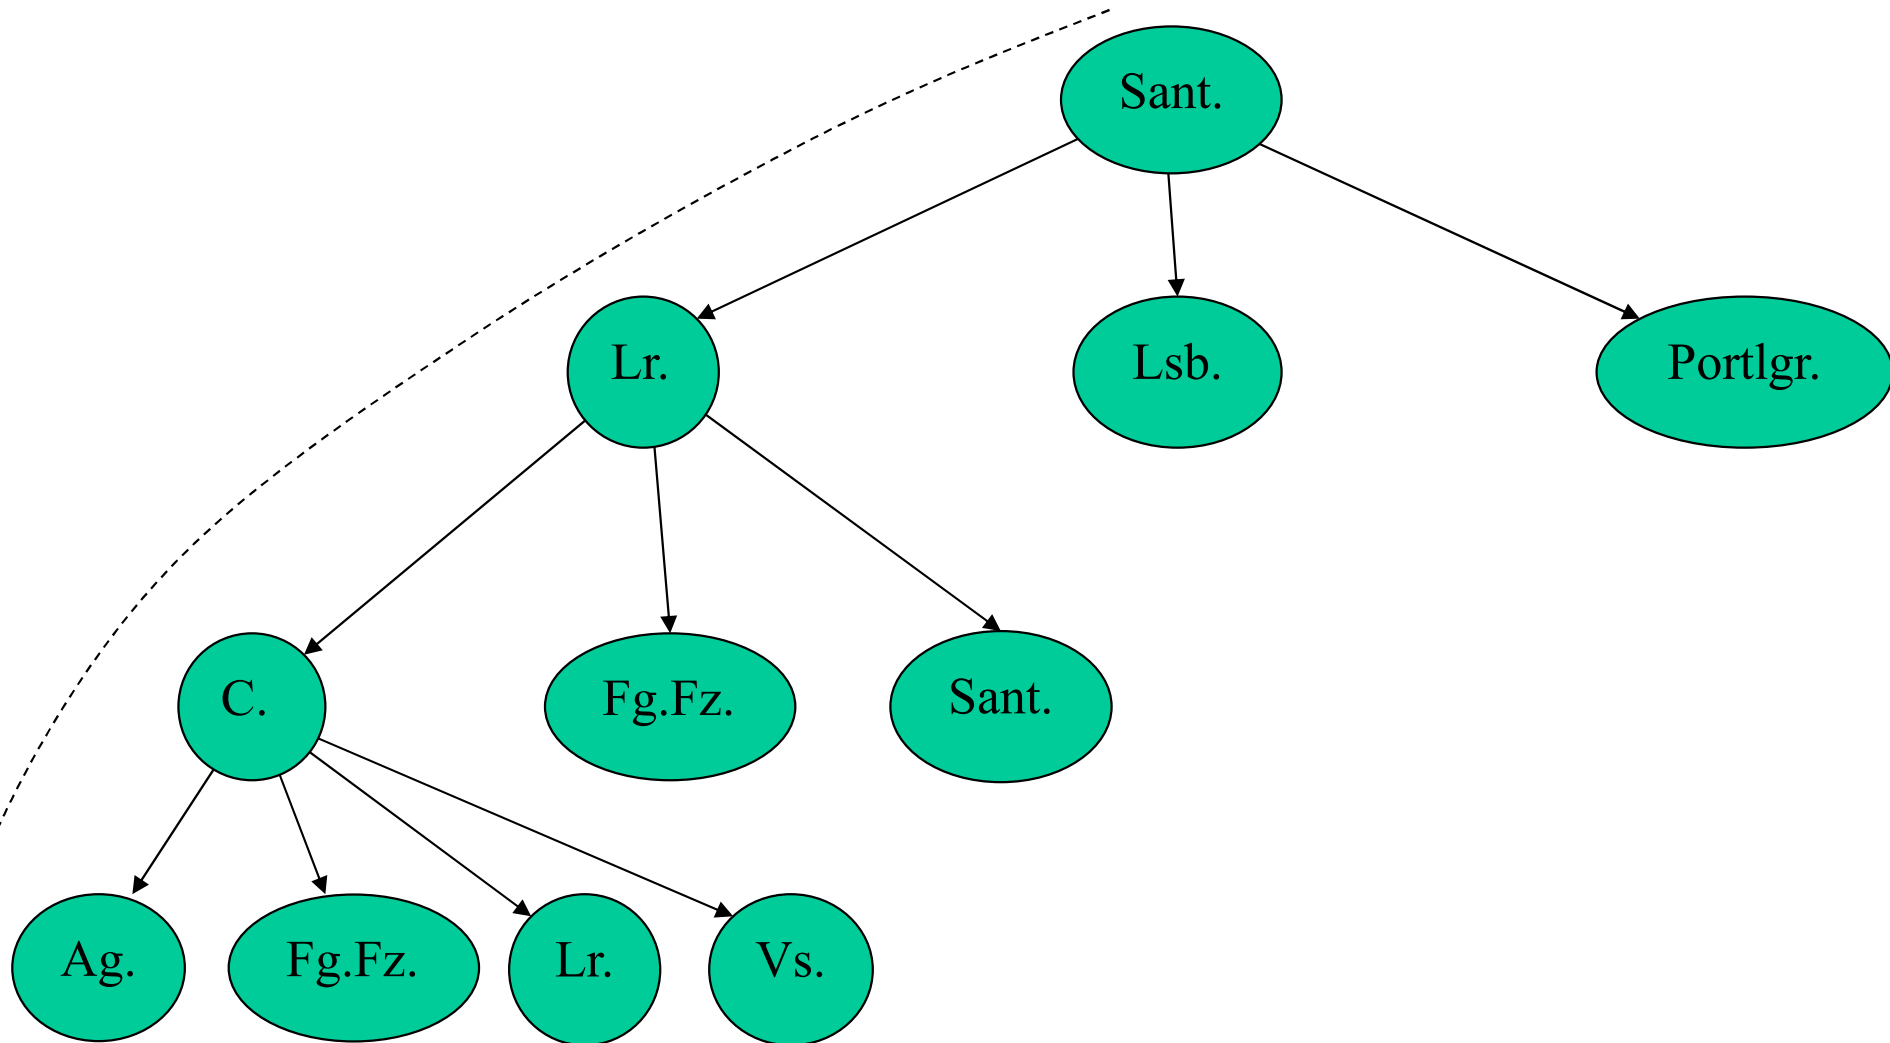 Sant.
Lr.
Lsb.
Portlgr.
C.
Fg.Fz.
Sant.
Ag.
Fg.Fz.
Lr.
Vs.